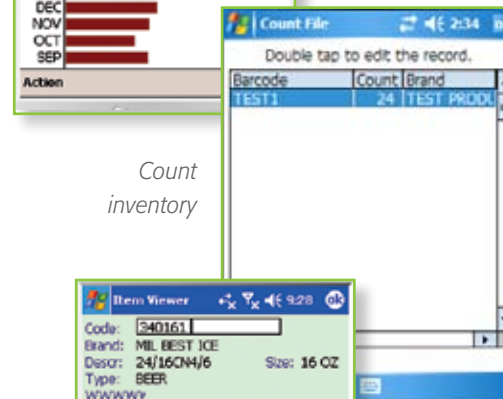 DEC
NOV
OCT
SEP
Action
Count File 2:34
Double tap to edit the record.
Barcode Count Brand
TEST1 24 TEST PRODU
Count
inventory
Item Viewer 9:28 ok
Code: 340161
Brand: MIL BEST ICE
Descr: 24/16CN4/6 Size: 16 OZ
Type: BEER